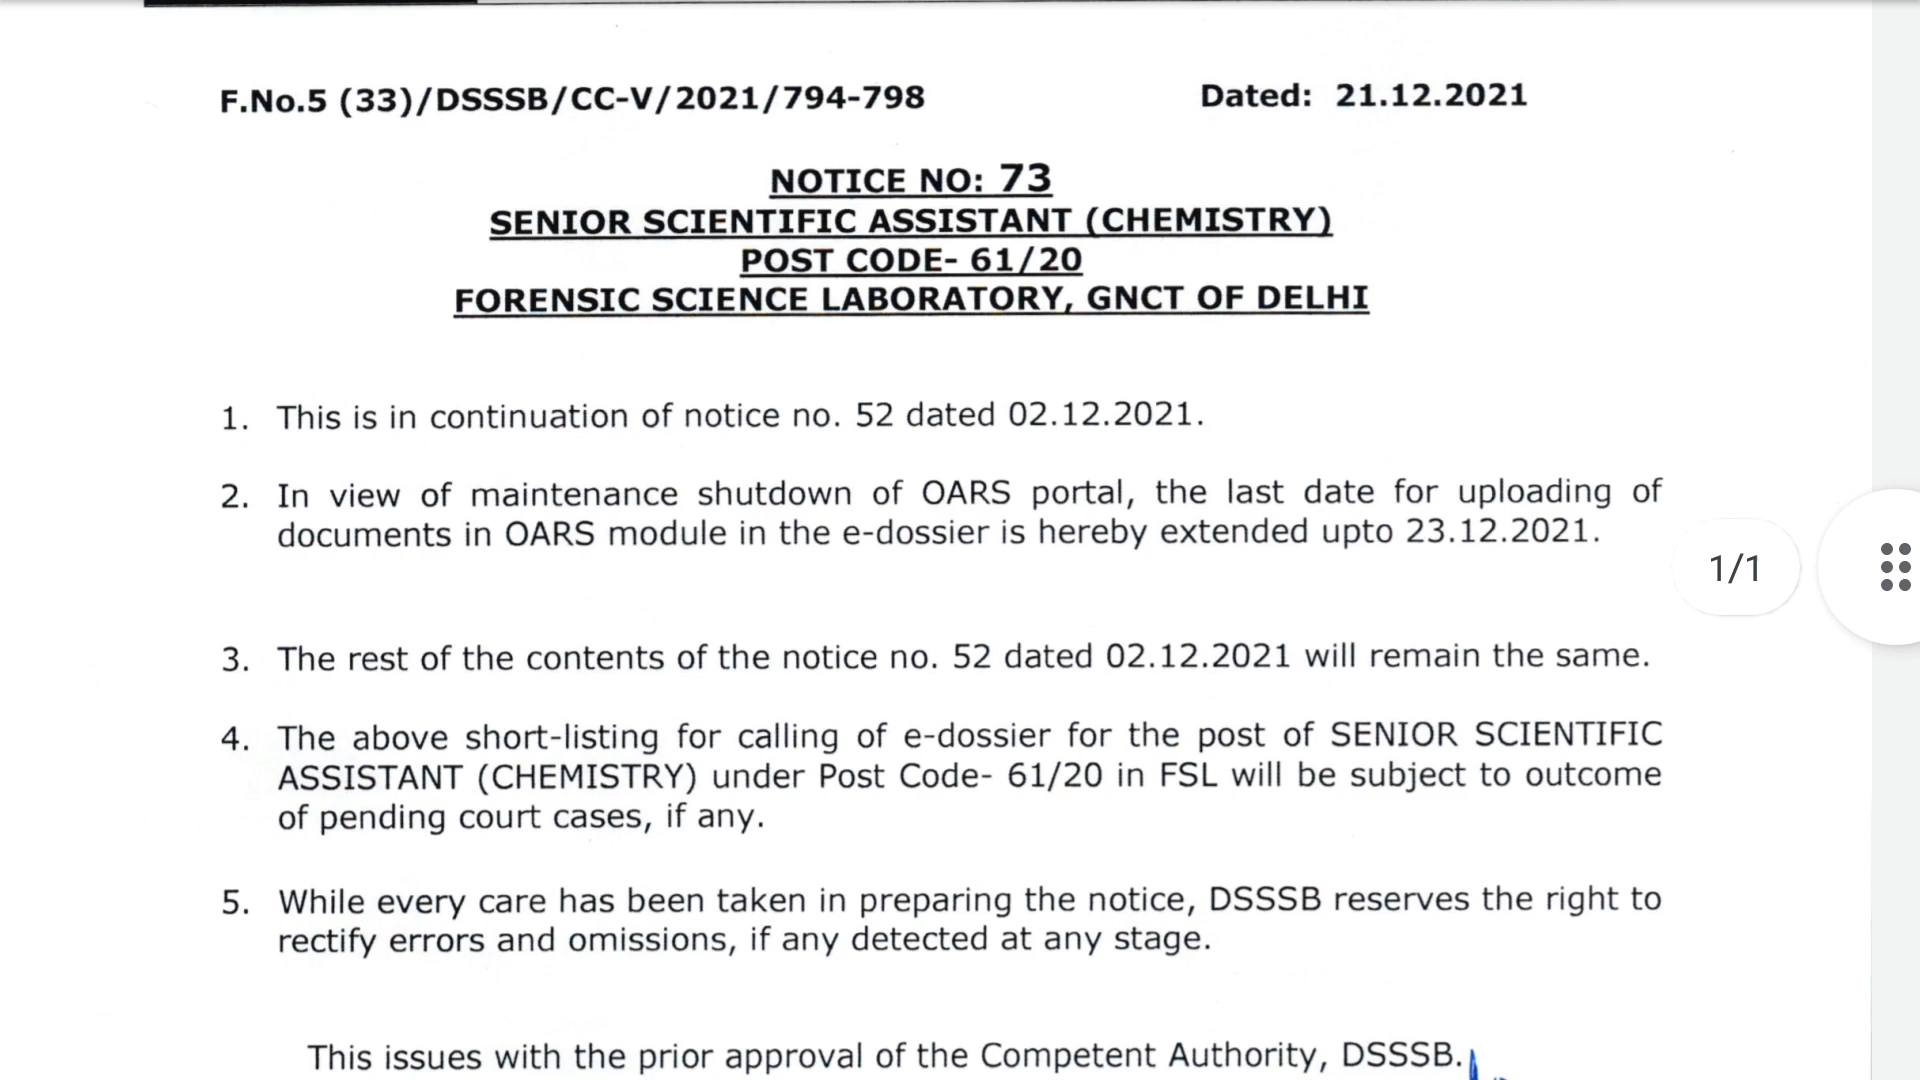 F.No.5 (33)/DSSSB/CC-V/2021/794-798 Dated: 21.12.2021
NOTICE NO: 73
SENIOR SCIENTIFIC ASSISTANT (CHEMISTRY)
POST CODE- 61/20
FORENSIC SCIENCE LABORATORY, GNCT OF DELHI
1. This is in continuation of notice no. 52 dated 02.12.2021.
2. In view of maintenance shutdown of OARS portal, the last date for uploading of
documents in OARS module in the e-dossier is hereby extended upto 23.12.2021.
1/1
3. The rest of the contents of the notice no. 52 dated 02.12.2021 will remain the same.
4. The above short-listing for calling of e-dossier for the post of SENIOR SCIENTIFIC
ASSISTANT (CHEMISTRY) under Post Code- 61/20 in FSL will be subject to outcome
of pending court cases, if any.
5. While every care has been taken in preparing the notice, DSSSB reserves the right to
rectify errors and omissions, if any detected at any stage.
This issues with the prior approval of the Competent Authority, DSSSB.